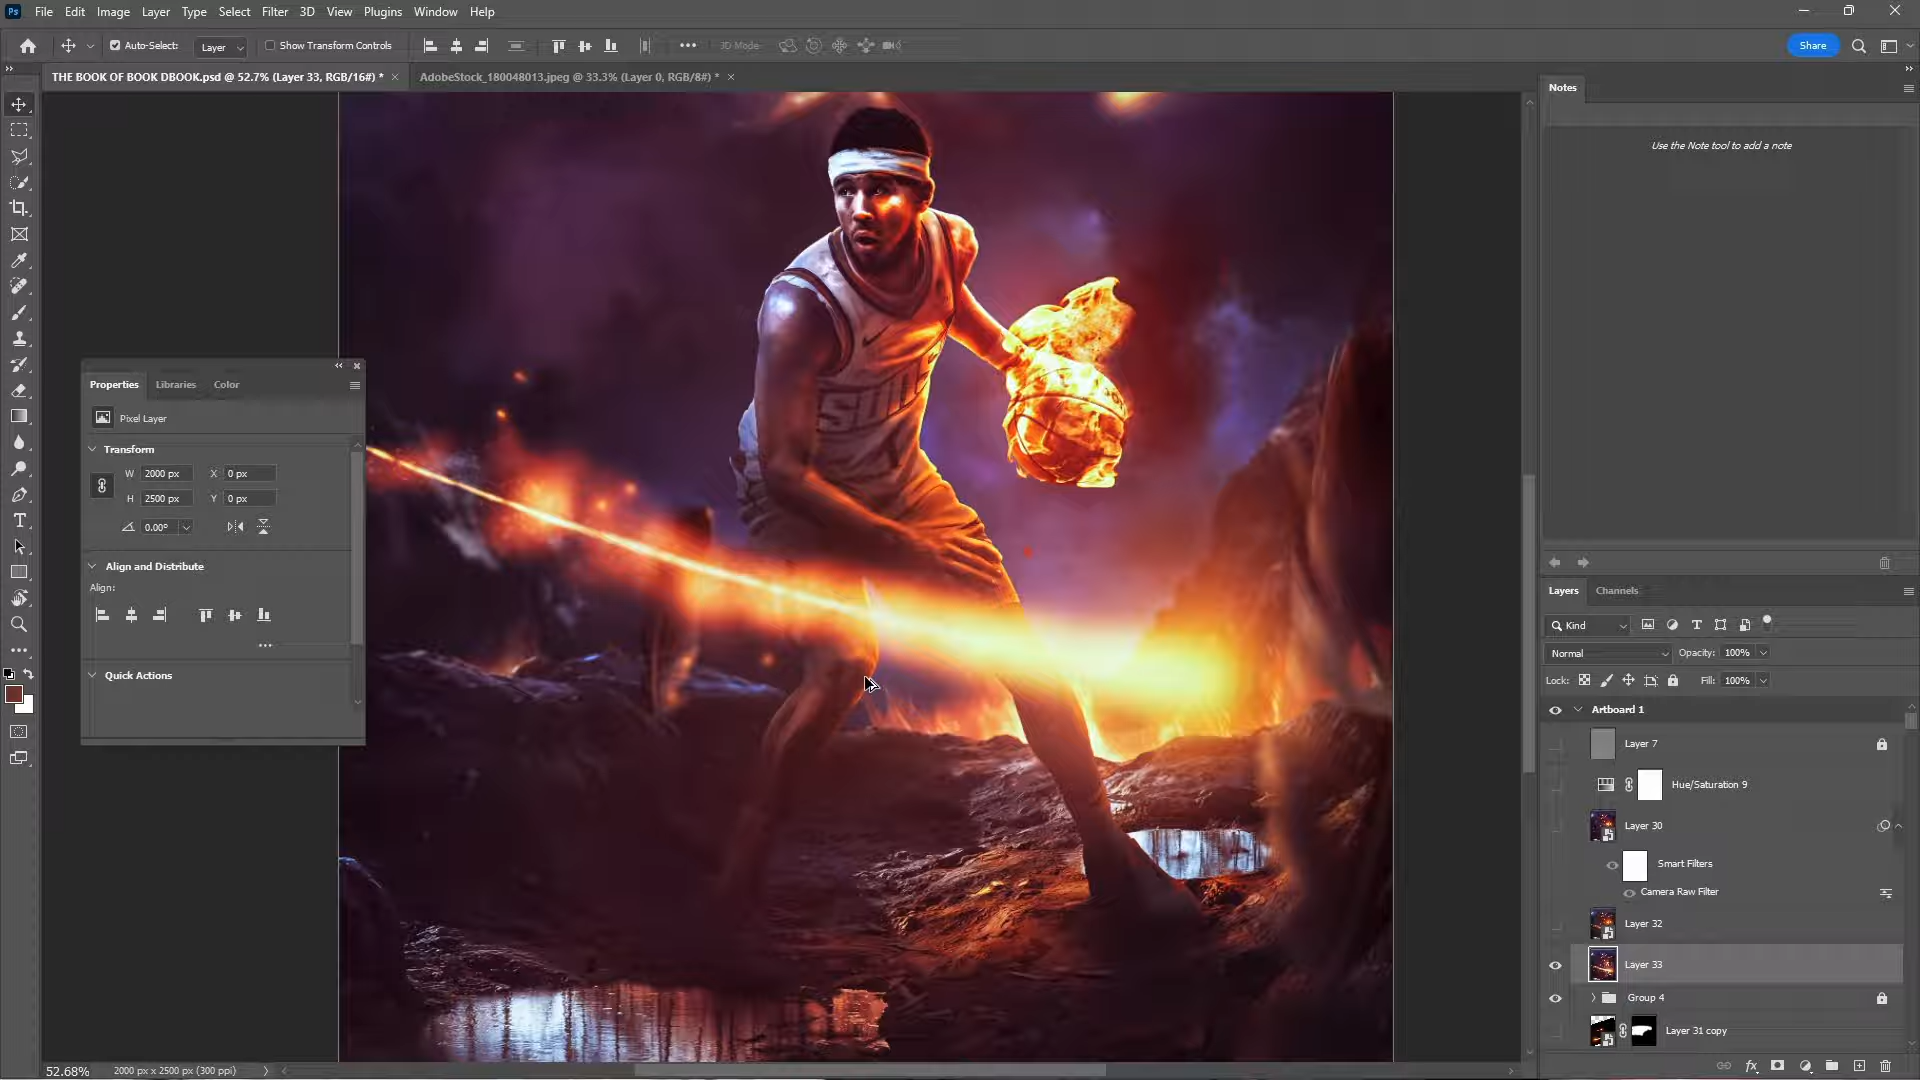 Ps File Edit Image Layer Type Select Filter 3D View Plugins Window Help
Auto-Select: Layer Show Transform Controls 3D Mode Share
THE BOOK OF BOOK DBOOK.psd @ 52.7% (Layer 33, RGB/16#) * AdobeStock_180048013.jpeg @ 33.3% (Layer 0, RGB/8#) *
Notes
Use the Note tool to add a note
Properties Libraries Color
Pixel Layer
Transform
W 2000 px X 0 px
H 2500 px Y 0 px
0.00°
Align and Distribute
Align:
Quick Actions
Layers Channels
Kind
Normal Opacity: 100%
Lock: Fill: 100%
Artboard 1
Layer 7
Hue/Saturation 9
Layer 30
Smart Filters
Camera Raw Filter
Layer 32
Layer 33
Group 4
Layer 31 copy
52.68% 2000 px x 2500 px (300 ppi)